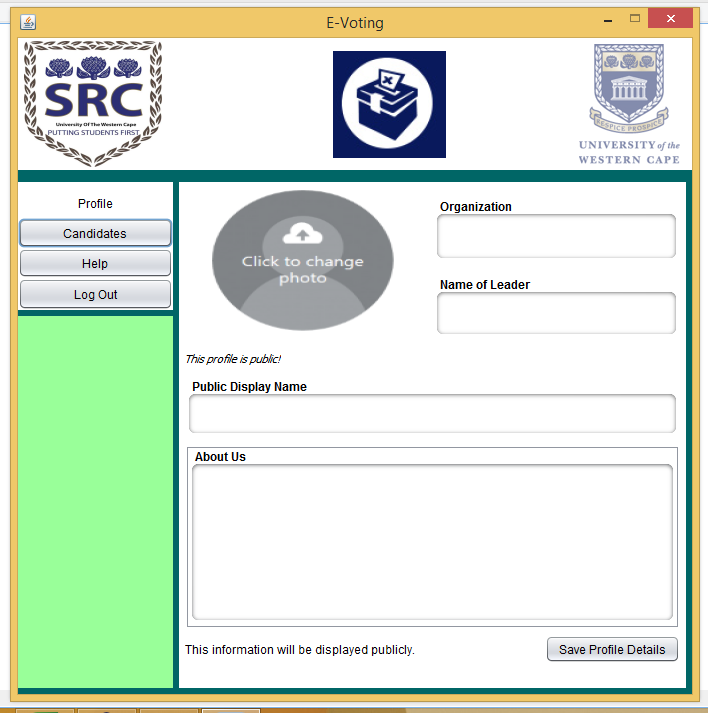 E-Voting
SRC
University Of The Western Cape
PUTTING STUDENTS FIRST
RESPICE PROSPICE
UNIVERSITY of the
WESTERN CAPE
Profile
Candidates
Help
Log Out
Click to change
photo
Organization
Name of Leader
This profile is public!
Public Display Name
About Us
This information will be displayed publicly.
Save Profile Details